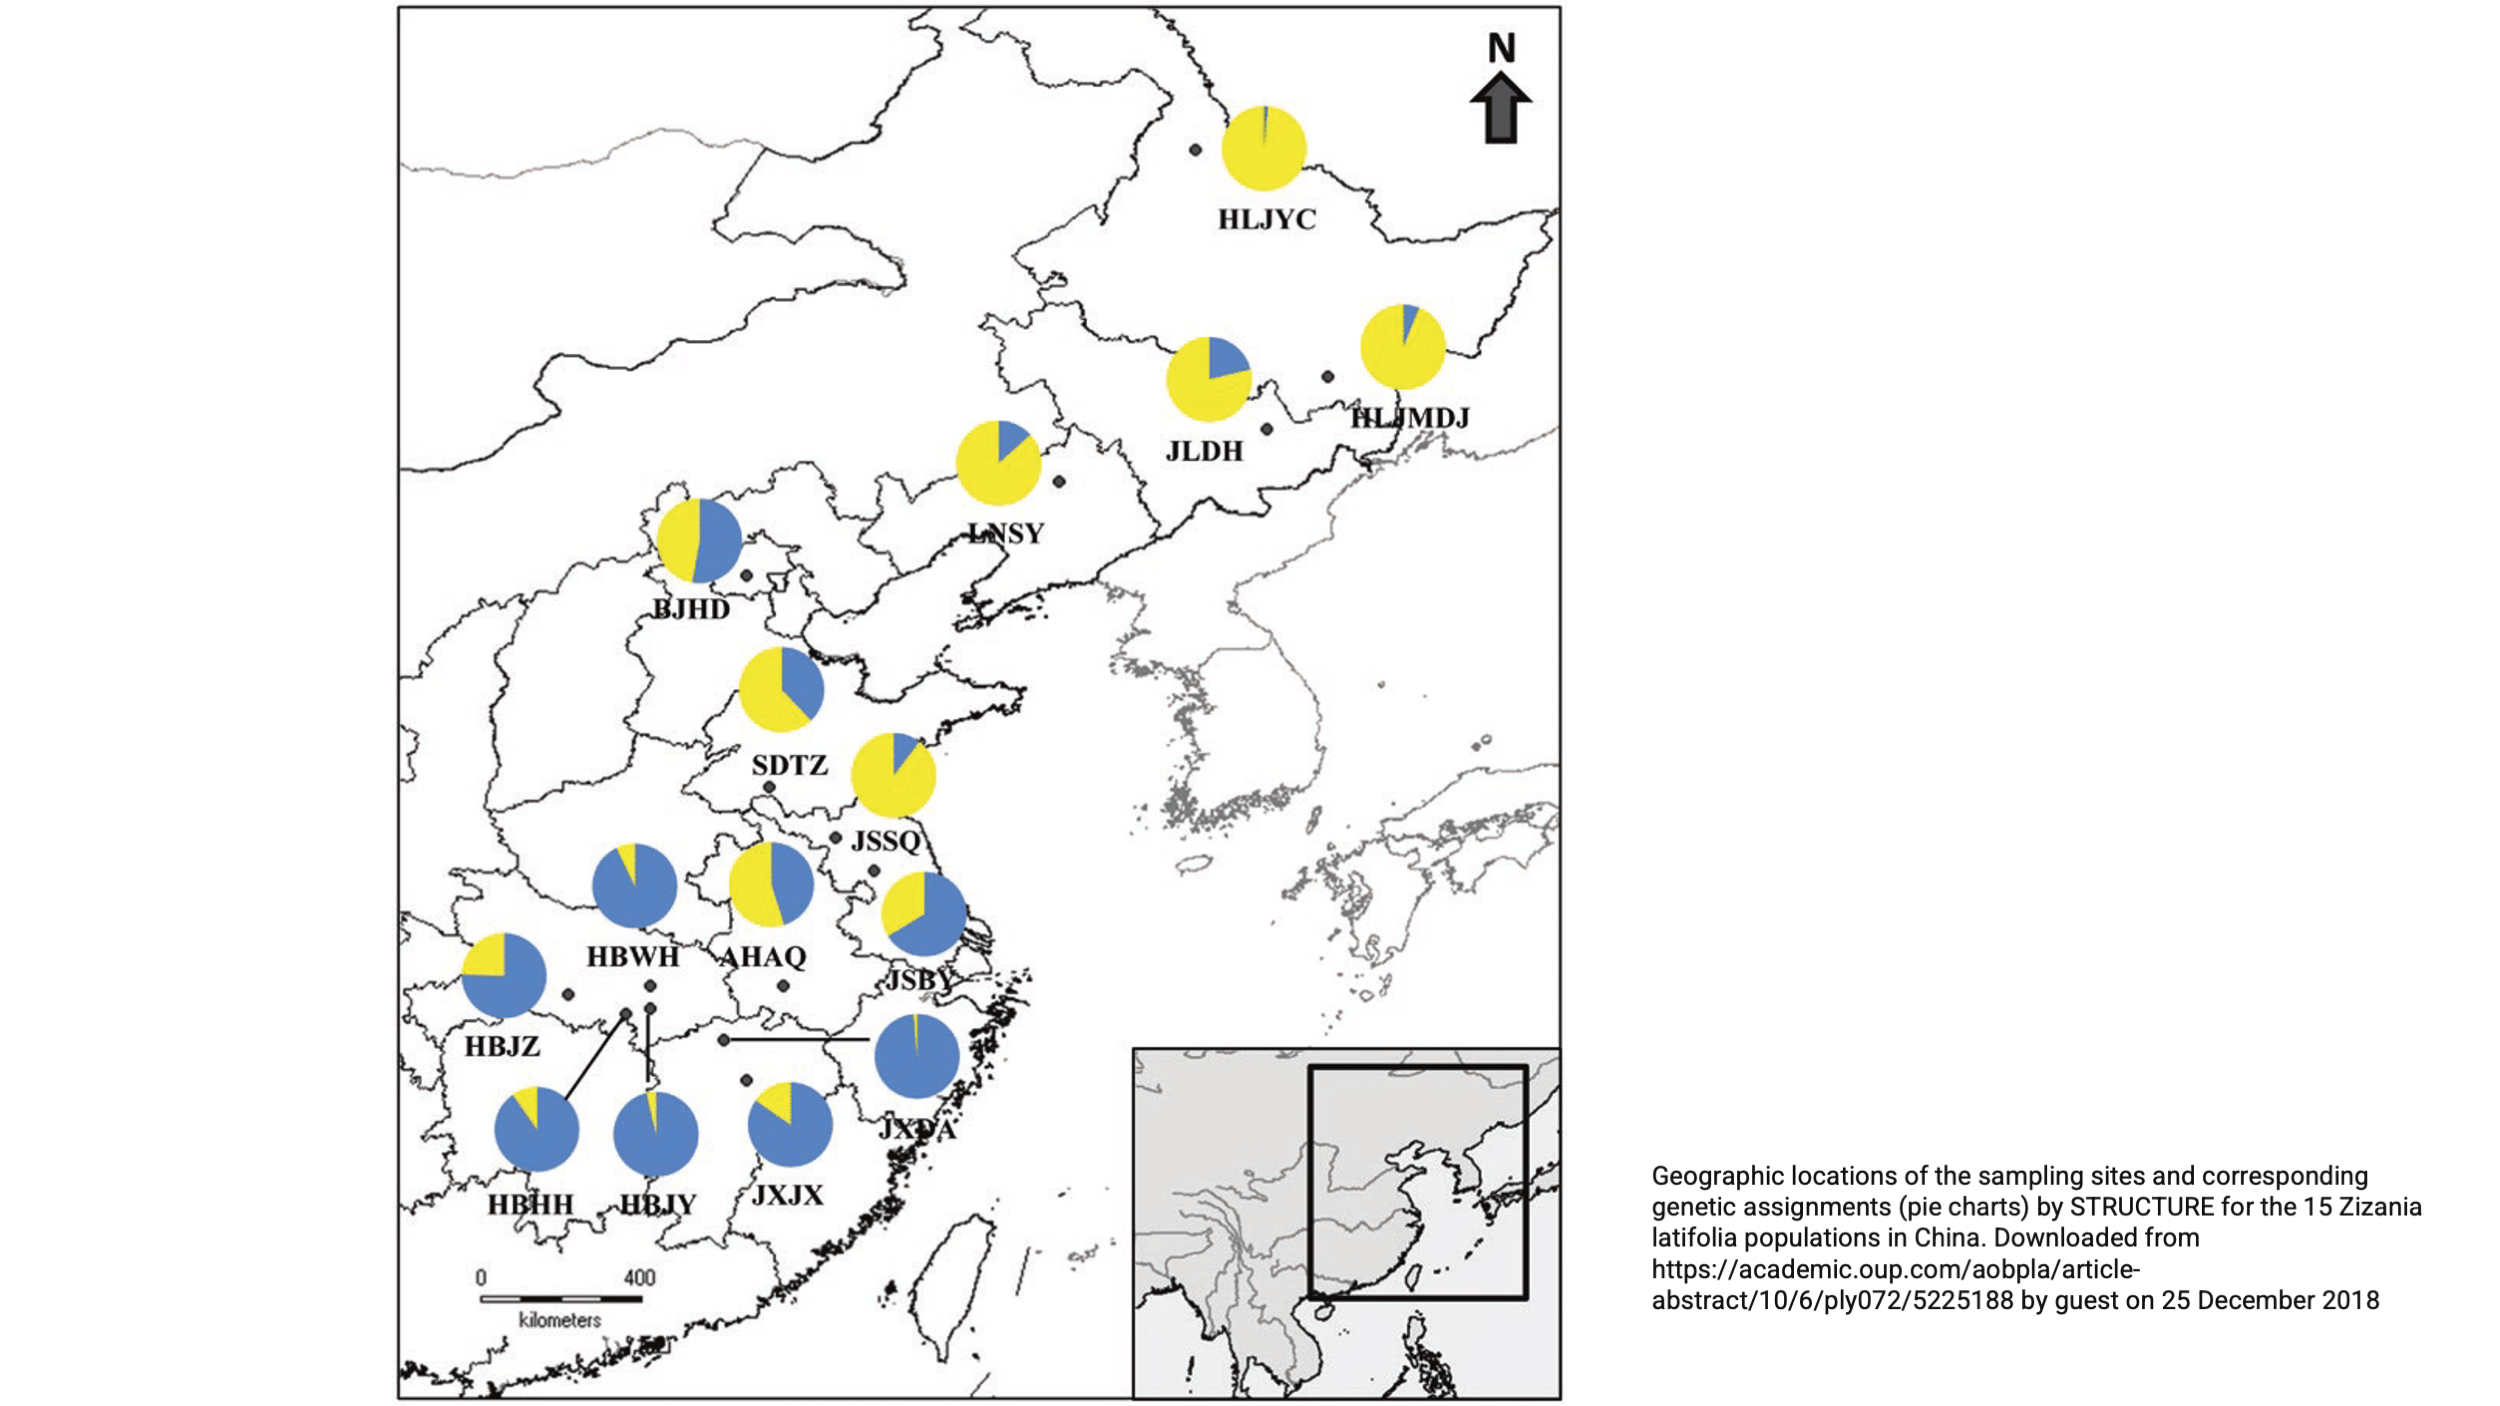 N
HLJYC
HLJMDJ
JLDH
LNSY
BJHD
SDTZ
JSSQ
HBWH
AHAQ
JSBY
HBJZ
JXDA
HBHH
HBJY
JXJX
0 400
kilometers
Geographic locations of the sampling sites and corresponding
genetic assignments (pie charts) by STRUCTURE for the 15 Zizania
latifolia populations in China. Downloaded from
https://academic.oup.com/aobpla/article-
abstract/10/6/ply072/5225188 by guest on 25 December 2018